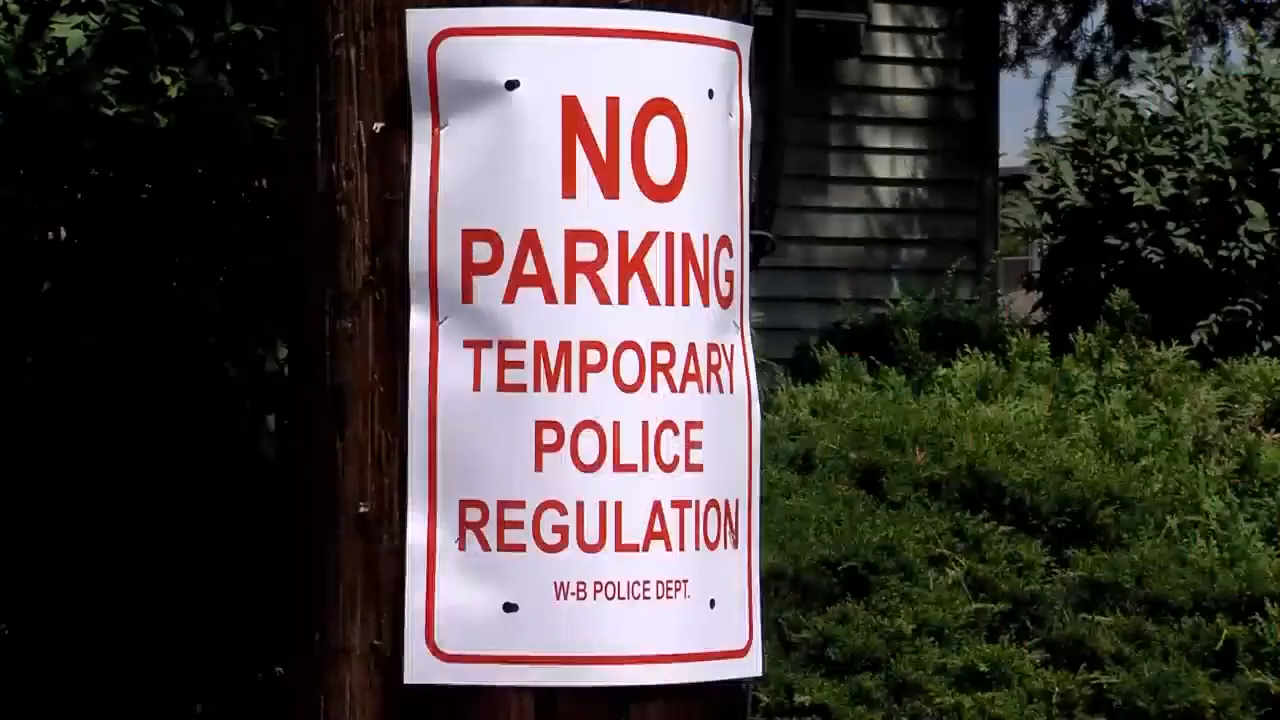 NO
PARKING
TEMPORARY
POLICE
REGULATION
W-B POLICE DEPT.